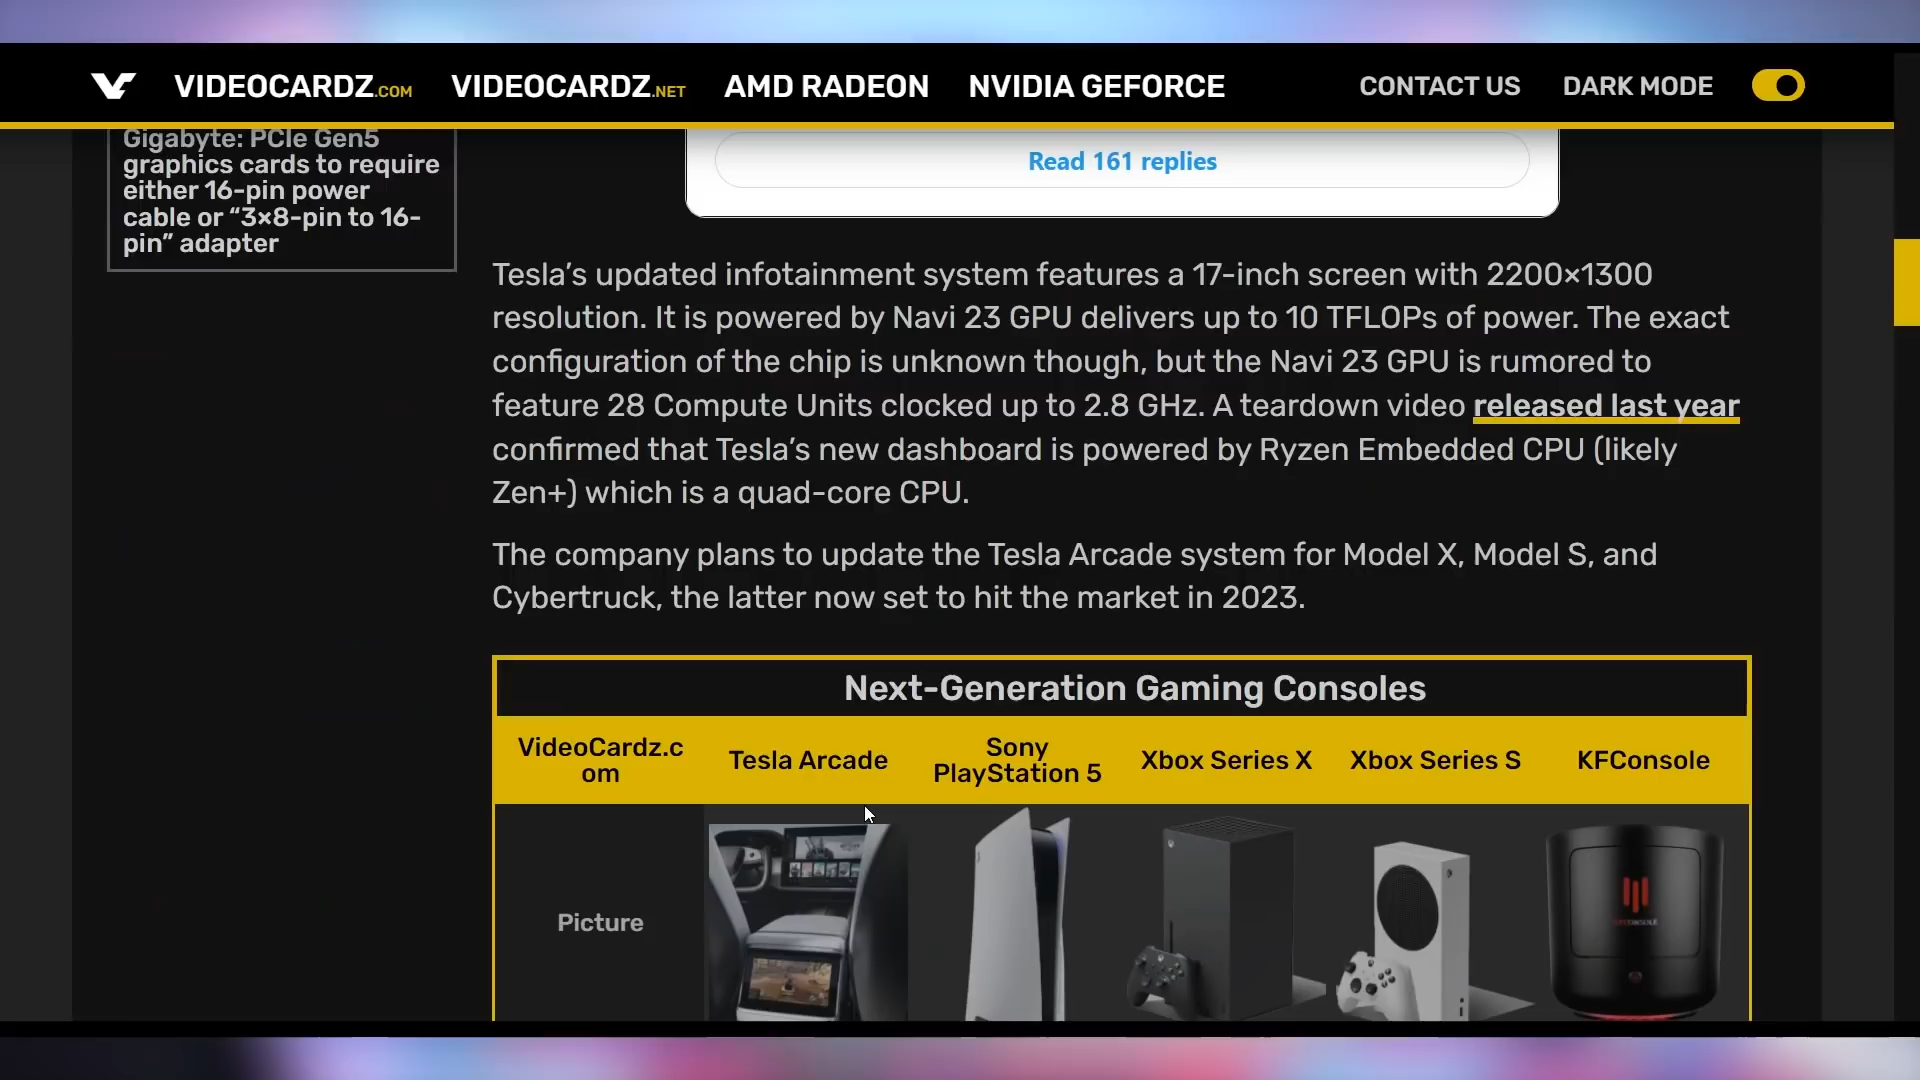 VIDEOCARDZ.COM VIDEOCARDZ.NET AMD RADEON NVIDIA GEFORCE CONTACT US DARK MODE
Gigabyte: PCIe Gen5
graphics cards to require
either 16-pin power
cable or “3×8-pin to 16-
pin” adapter
Read 161 replies
Tesla’s updated infotainment system features a 17-inch screen with 2200×1300
resolution. It is powered by Navi 23 GPU delivers up to 10 TFLOPs of power. The exact
configuration of the chip is unknown though, but the Navi 23 GPU is rumored to
feature 28 Compute Units clocked up to 2.8 GHz. A teardown video released last year
confirmed that Tesla’s new dashboard is powered by Ryzen Embedded CPU (likely
Zen+) which is a quad-core CPU.
The company plans to update the Tesla Arcade system for Model X, Model S, and
Cybertruck, the latter now set to hit the market in 2023.
Next-Generation Gaming Consoles
VideoCardz.c
om
Tesla Arcade
Sony
PlayStation 5
Xbox Series X
Xbox Series S
KFConsole
Picture